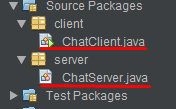 Source Packages
client
ChatClient.java
server
ChatServer.java
Test Packages